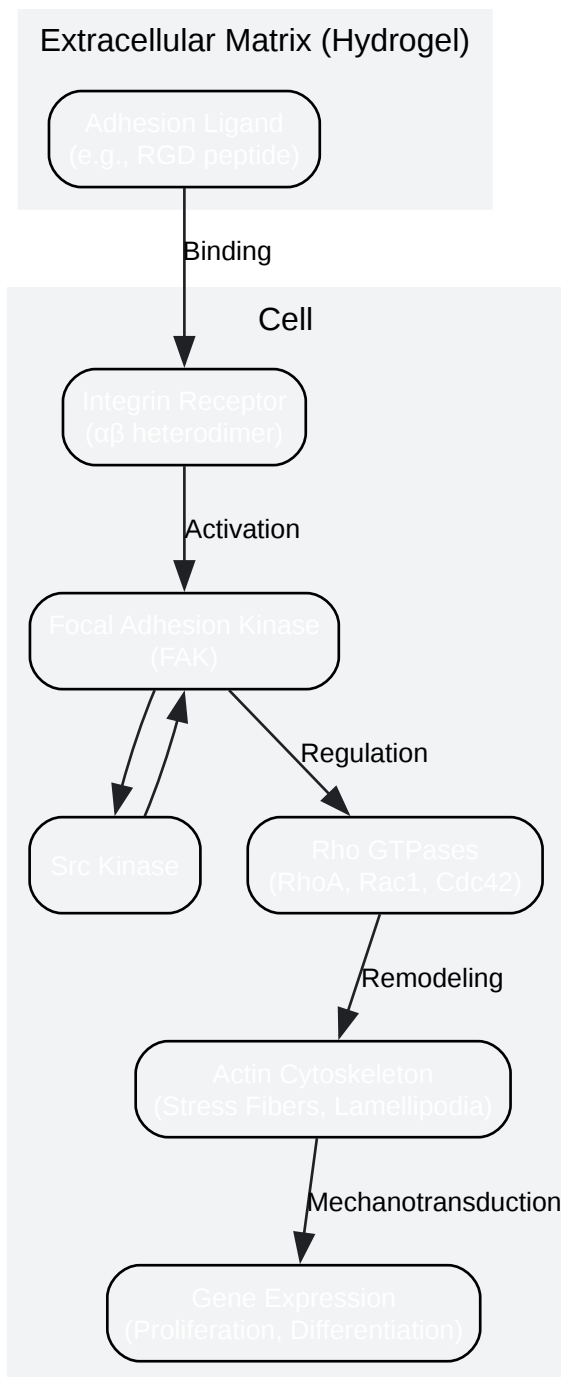 Extracellular Matrix (Hydrogel)
Adhesion Ligand
(e.g., RGD peptide)
Binding
Cell
Integrin Receptor
(αβ heterodimer)
Activation
Focal Adhesion Kinase
(FAK)
Regulation
Src Kinase
Rho GTPases
(RhoA, Rac1, Cdc42)
Remodeling
Actin Cytoskeleton
(Stress Fibers, Lamellipodia)
Mechanotransduction
Gene Expression
(Proliferation, Differentiation)